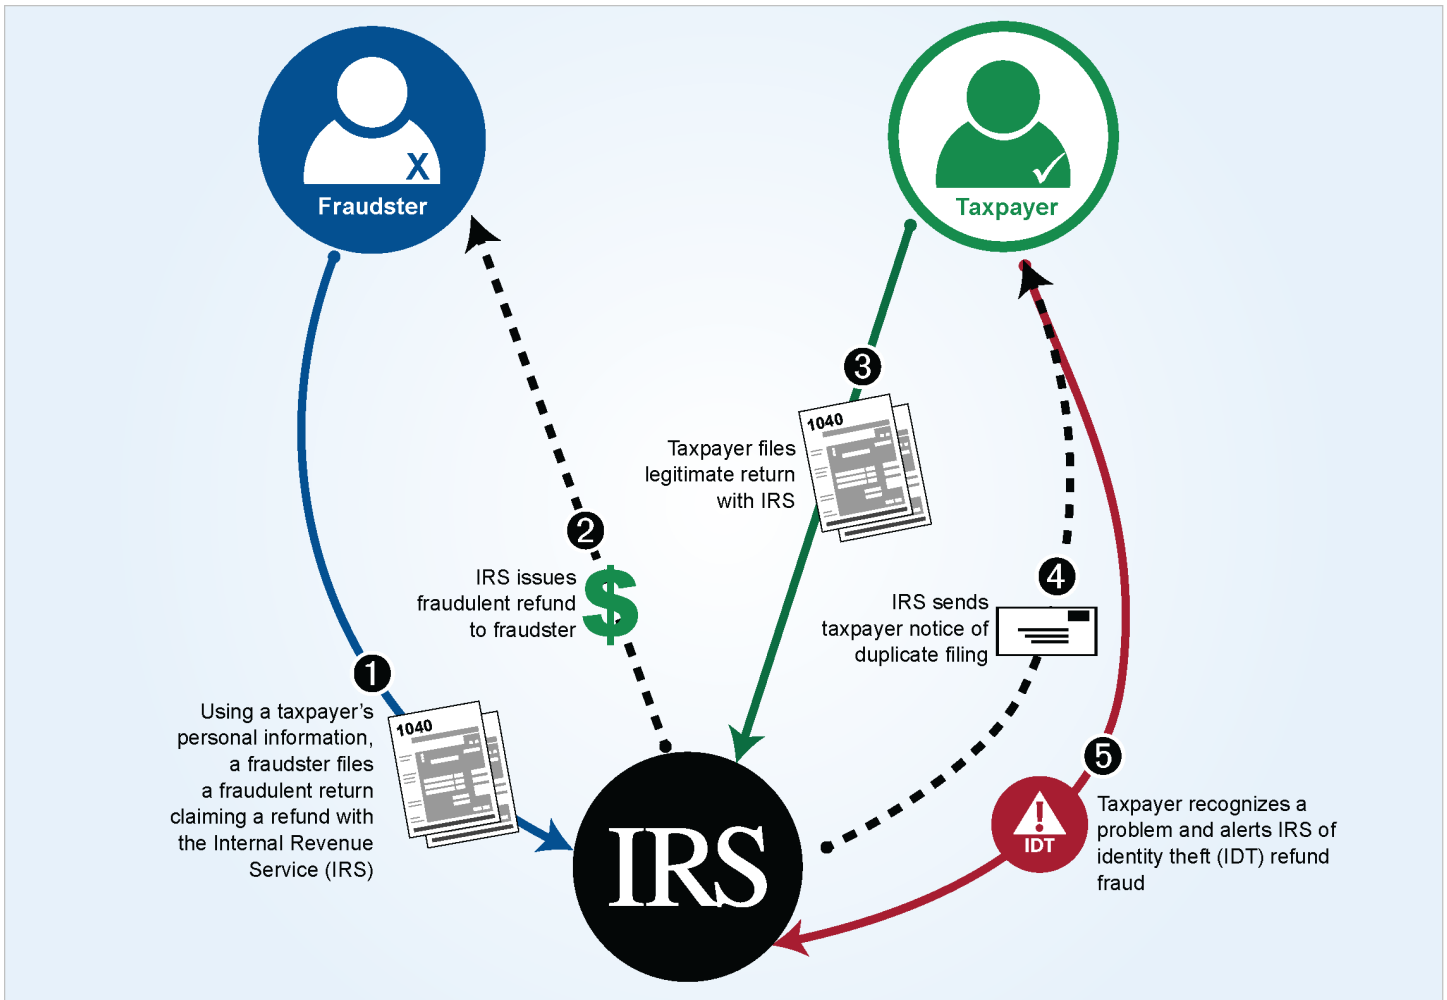 X
Fraudster
Taxpayer
1
Using a taxpayer’s
personal information,
a fraudster files
a fraudulent return
claiming a refund with
the Internal Revenue
Service (IRS)
1040
2
IRS issues
fraudulent refund
to fraudster
$
3
Taxpayer files
legitimate return
with IRS
1040
4
IRS sends
taxpayer notice of
duplicate filing
5
!
IDT
Taxpayer recognizes a
problem and alerts IRS of
identity theft (IDT) refund
fraud
IRS